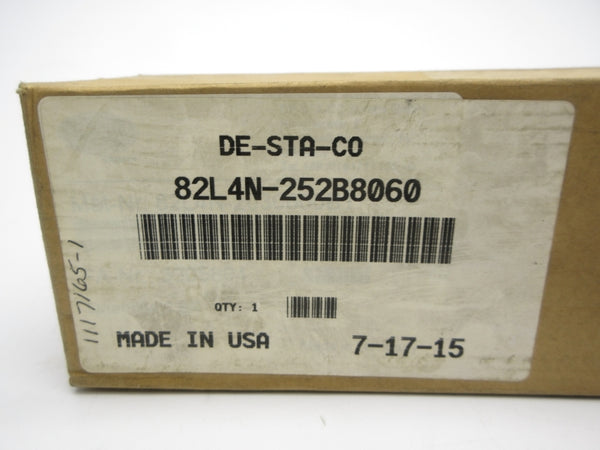 DE-STA-CO
82L4N-252B8060
QTY: 1
MADE IN USA 7-17-15
1117165-1